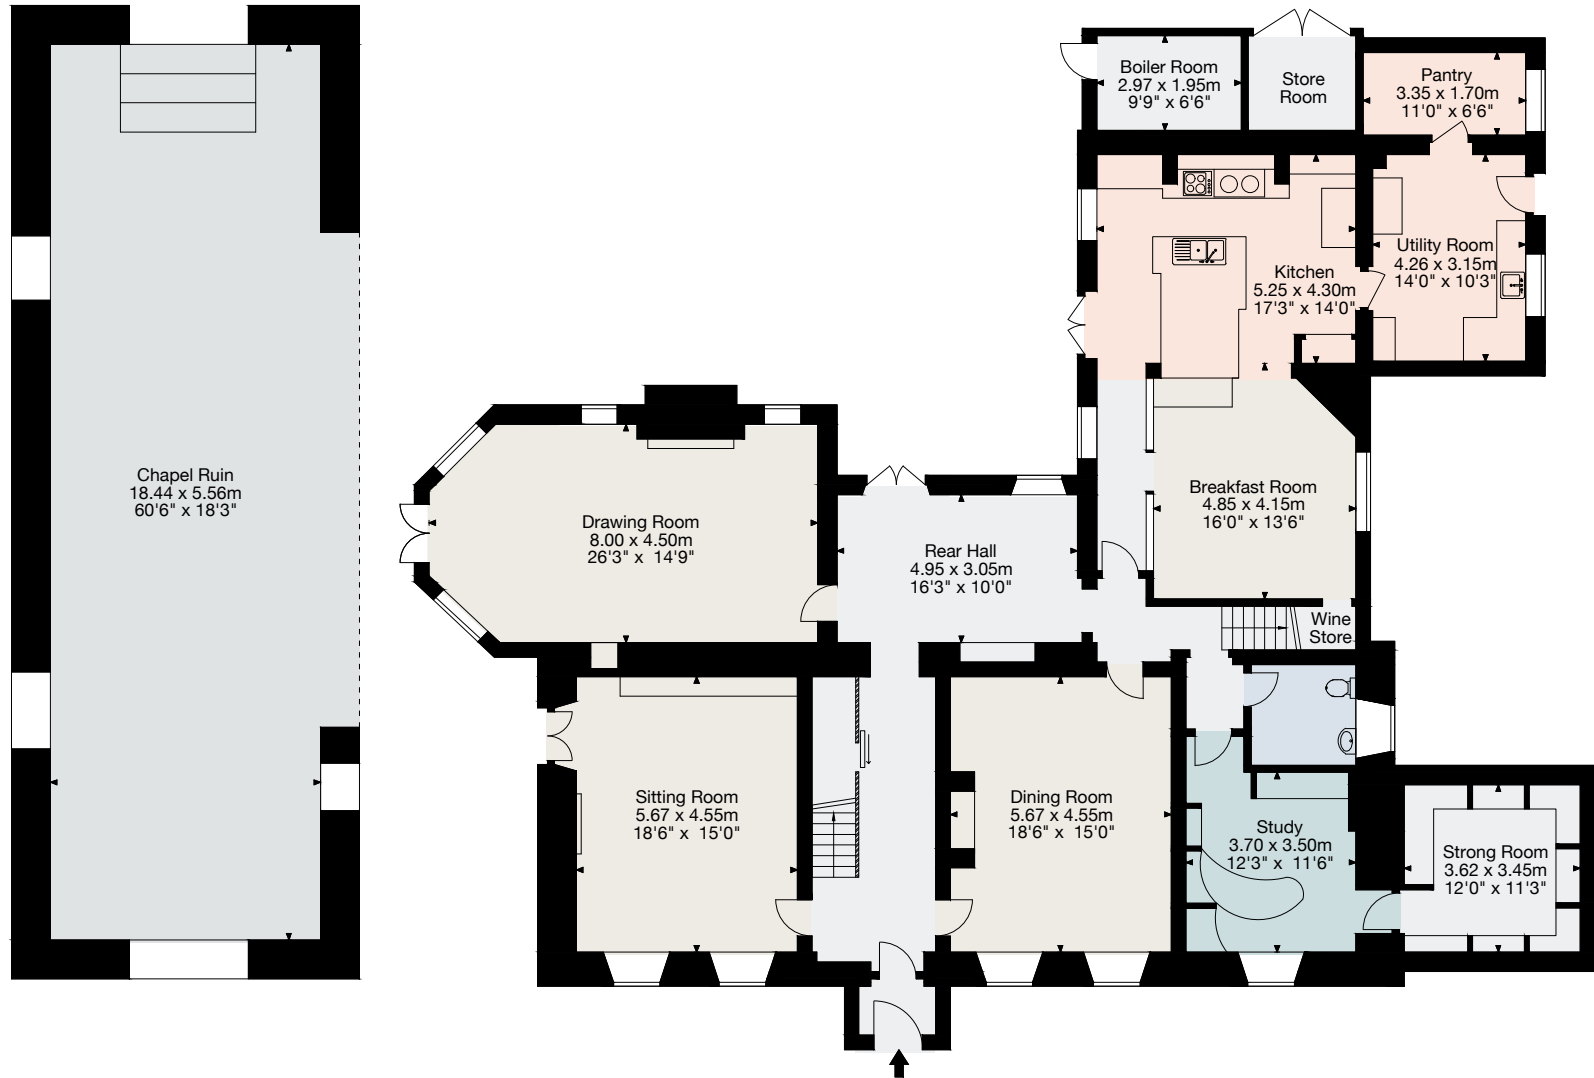 Boiler Room
2.97 x 1.95m
9'9" x 6'6"
Store
Room
Pantry
3.35 x 1.70m
11'0" x 6'6"
Kitchen
5.25 x 4.30m
17'3" x 14'0"
Utility Room
4.26 x 3.15m
14'0" x 10'3"
Chapel Ruin
18.44 x 5.56m
60'6" x 18'3"
Drawing Room
8.00 x 4.50m
26'3" x 14'9"
Rear Hall
4.95 x 3.05m
16'3" x 10'0"
Breakfast Room
4.85 x 4.15m
16'0" x 13'6"
Wine
Store
Sitting Room
5.67 x 4.55m
18'6" x 15'0"
Dining Room
5.67 x 4.55m
18'6" x 15'0"
Study
3.70 x 3.50m
12'3" x 11'6"
Strong Room
3.62 x 3.45m
12'0" x 11'3"